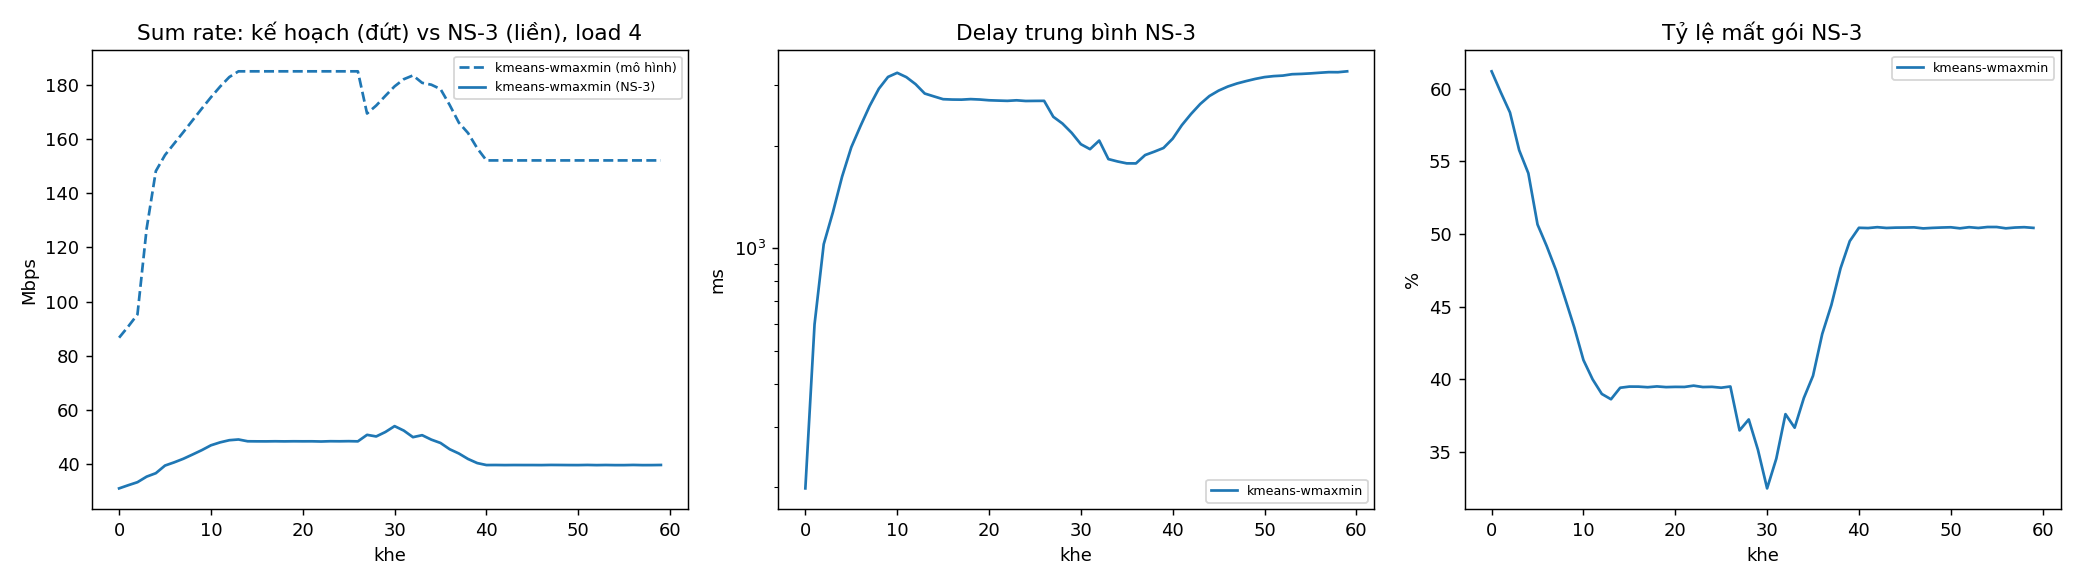 Sum rate: kế hoạch (đứt) vs NS-3 (liền), load 4
kmeans-wmaxmin (mô hình)
kmeans-wmaxmin (NS-3)
Mbps
180
160
140
120
100
80
60
40
0 10 20 30 40 50 60
khe
Delay trung bình NS-3
ms
10³
kmeans-wmaxmin
0 10 20 30 40 50 60
khe
Tỷ lệ mất gói NS-3
kmeans-wmaxmin
%
60
55
50
45
40
35
0 10 20 30 40 50 60
khe